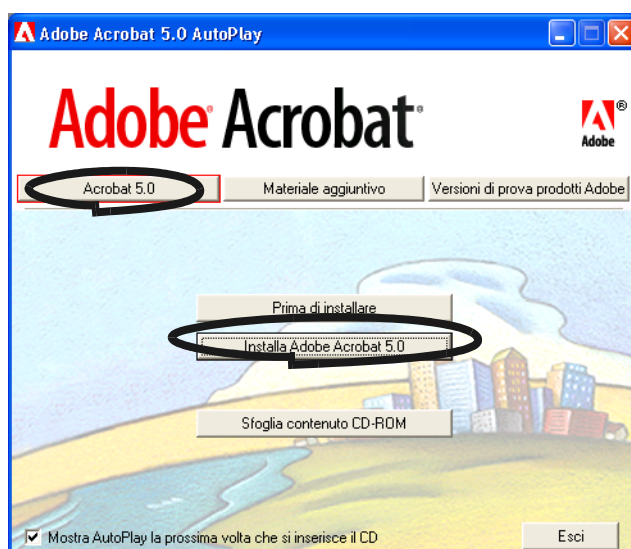 Adobe Acrobat 5.0 AutoPlay
Adobe® Acrobat® ®
Adobe
Acrobat 5.0 Materiale aggiuntivo Versioni di prova prodotti Adobe
Prima di installare
Installa Adobe Acrobat 5.0
Sfoglia contenuto CD-ROM
Mostra AutoPlay la prossima volta che si inserisce il CD Esci